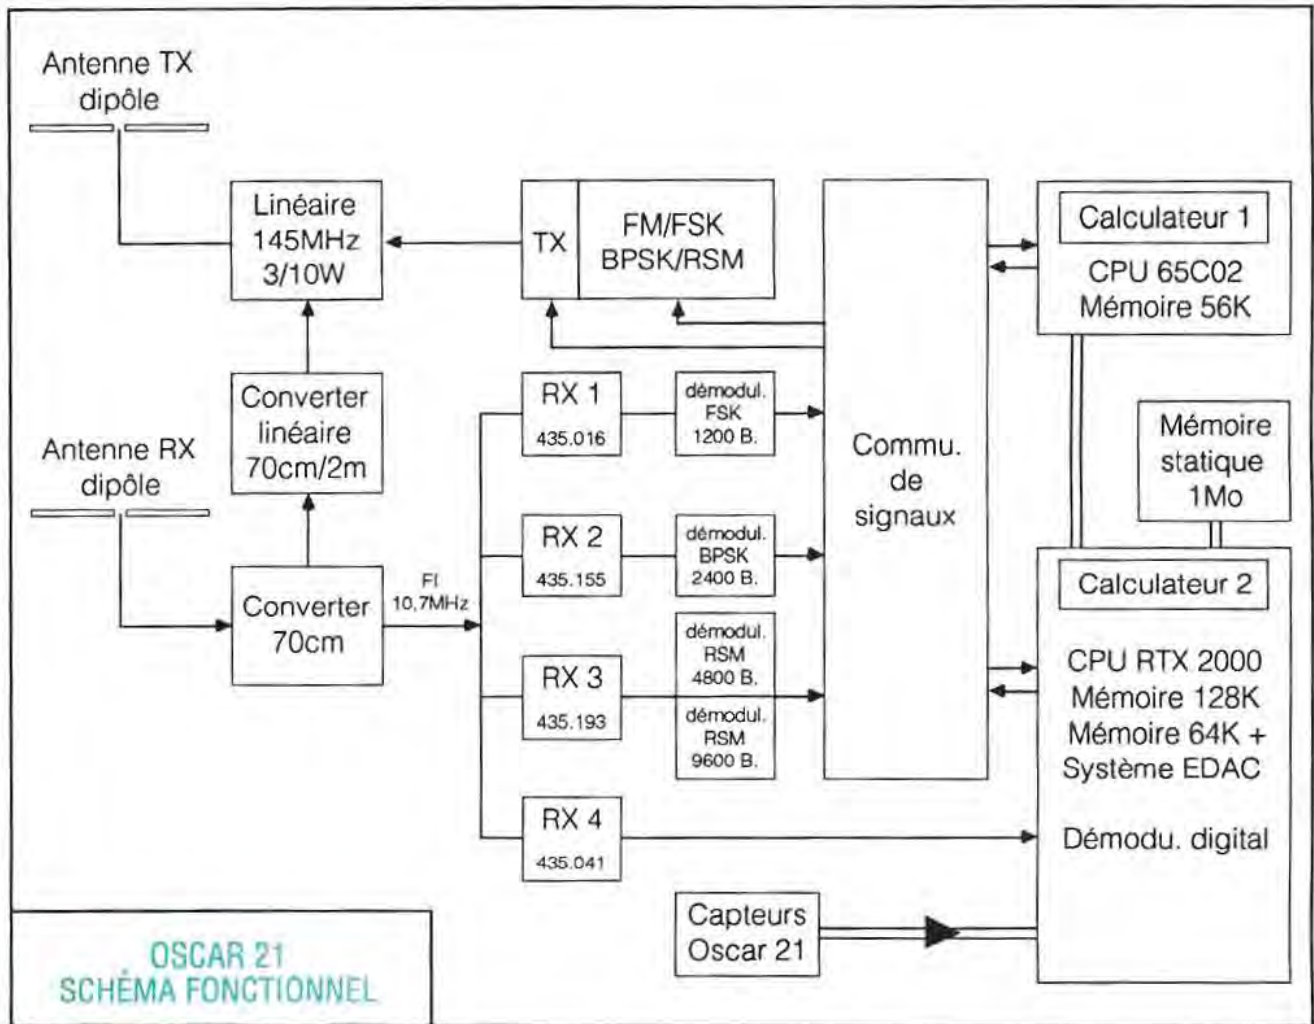 Antenne TX
dipôle
Linéaire
145MHz
3/10W
TX
FM/FSK
BPSK/RSM
Calculateur 1
CPU 65C02
Mémoire 56K
Converter
linéaire
70cm/2m
RX 1
435.016
démodul.
FSK
1200 B.
Commu.
de
signaux
Mémoire
statique
1Mo
Antenne RX
dipôle
Converter
70cm
FI
10,7MHz
RX 2
435.155
démodul.
BPSK
2400 B.
RX 3
435.193
démodul.
RSM
4800 B.
démodul.
RSM
9600 B.
Calculateur 2
CPU RTX 2000
Mémoire 128K
Mémoire 64K +
Système EDAC
Démodu. digital
RX 4
435.041
Capteurs
Oscar 21
OSCAR 21
SCHÉMA FONCTIONNEL